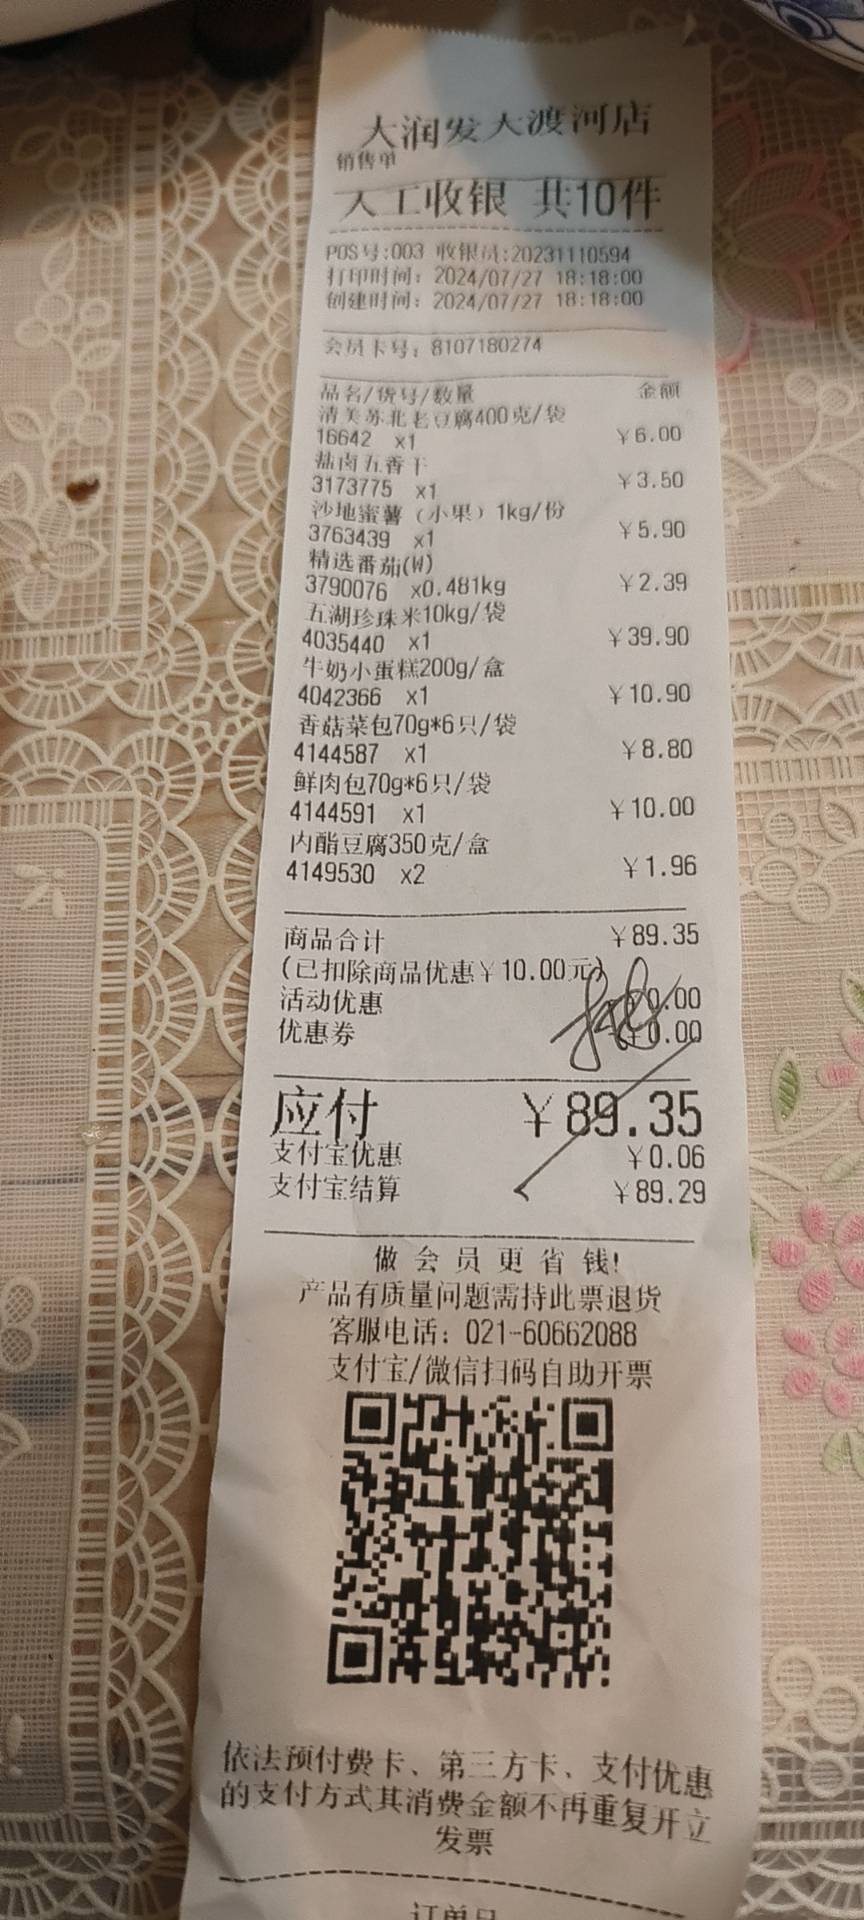 大润发大渡河店
销售单
人工收银 共10件
POS号:003 收银员:20231110594
打印时间: 2024/07/27 18:18:00
创建时间: 2024/07/27 18:18:00
会员卡号: 8107180274
品名/货号/数量 金额
清美苏北老豆腐400克/袋
16642 x1 ¥6.00
盐卤五香干
3173775 x1 ¥3.50
沙地蜜薯（小果）1kg/份
3763439 x1 ¥5.90
精选番茄(W)
3790076 x0.481kg ¥2.39
五湖珍珠米10kg/袋
4035440 x1 ¥39.90
牛奶小蛋糕200g/盒
4042366 x1 ¥10.90
香菇菜包70g*6只/袋
4144587 x1 ¥8.80
鲜肉包70g*6只/袋
4144591 x1 ¥10.00
内酯豆腐350克/盒
4149530 x2 ¥1.96
商品合计 ¥89.35
(已扣除商品优惠¥10.00元)
活动优惠 ¥0.00
优惠券 ¥0.00
应付 ¥89.35
支付宝优惠 ¥0.06
支付宝结算 ¥89.29
做会员更省钱!
产品有质量问题需持此票退货
客服电话: 021-60662088
支付宝/微信扫码自助开票
依法预付费卡、第三方卡、支付优惠
的支付方式其消费金额不再重复开立
发票